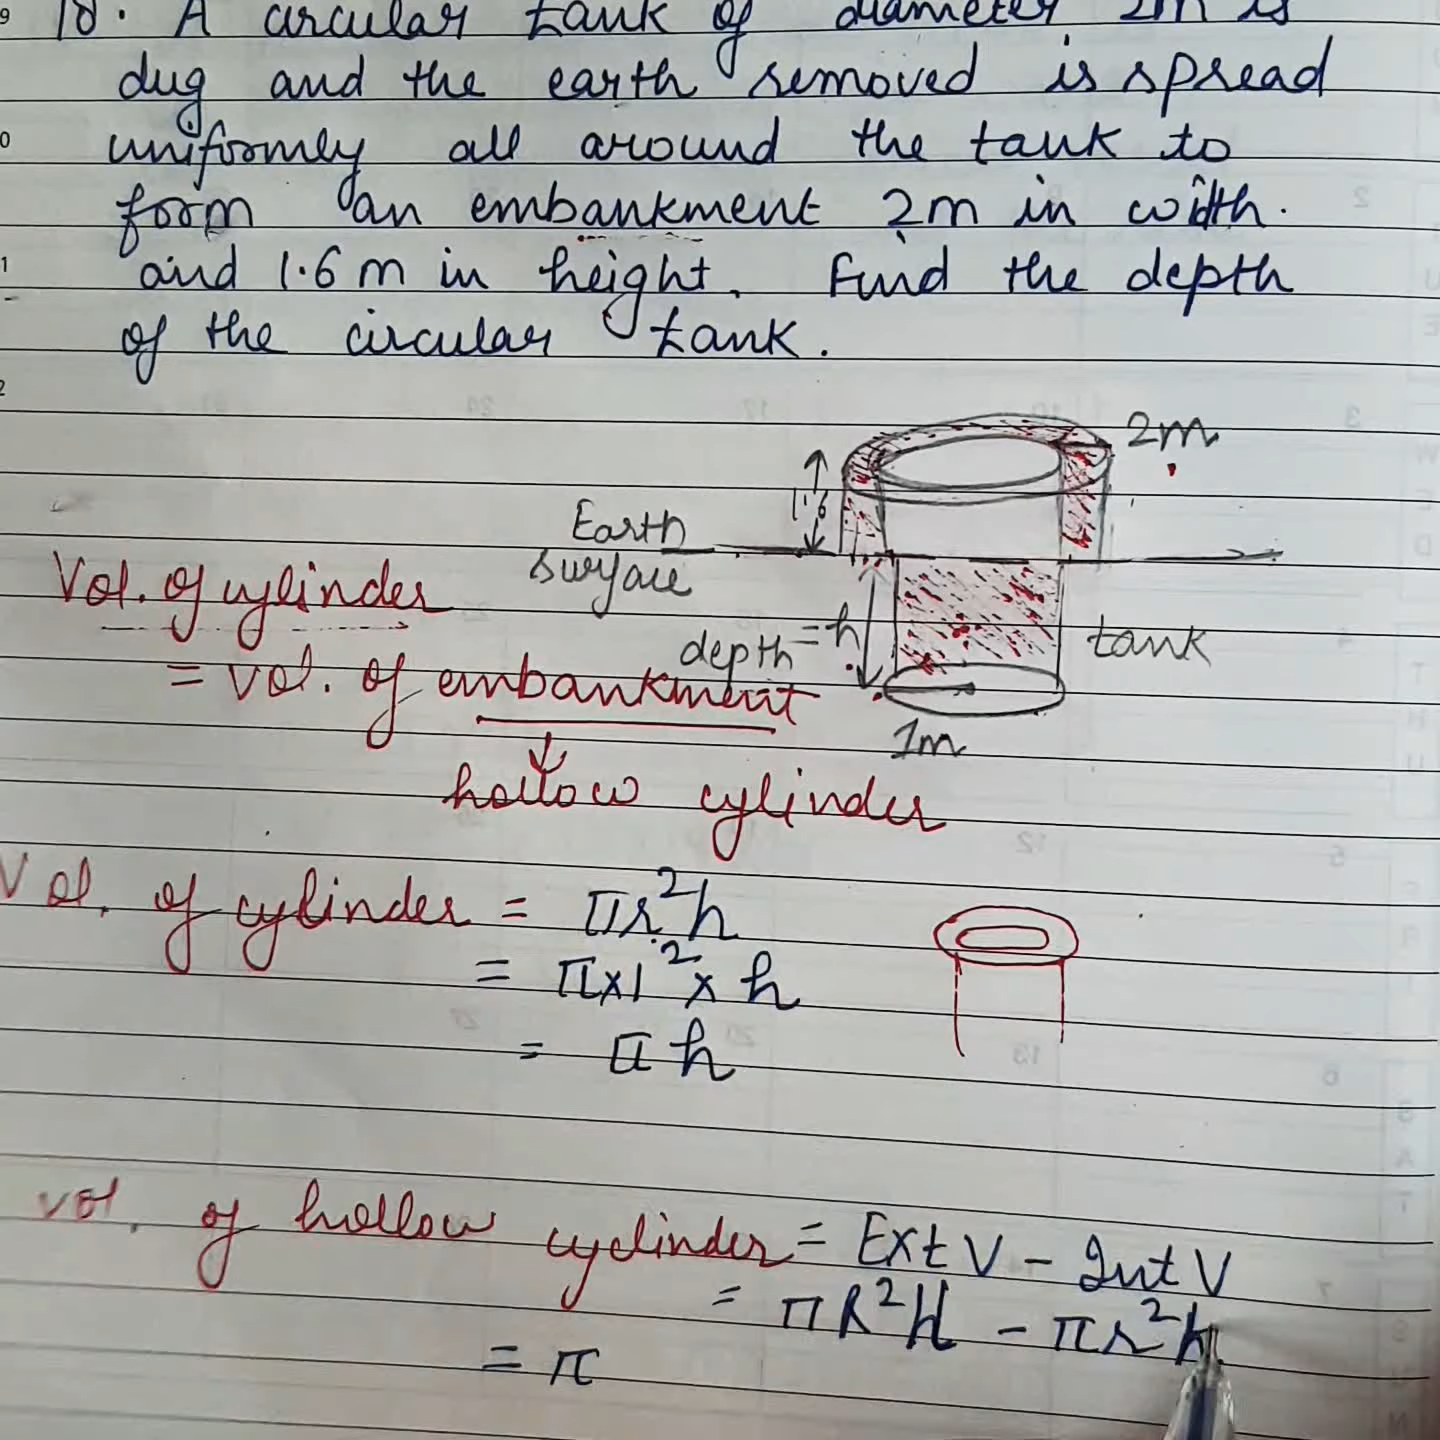 18. A circular tank of diameter 2m is
dug and the earth removed is spread
uniformly all around the tank to
form an embankment 2m in width.
and 1.6 m in height. Find the depth
of the circular tank.
2m
1.6
Earth
surface
depth = h
tank
1m
Vol. of cylinder
= vol. of embankment
hollow cylinder
Vol. of cylinder = πr²h
= πx1²x h
= πh
vol. of hollow cyclinder = Ext V - Int V
= πR²H - πr²h
= π